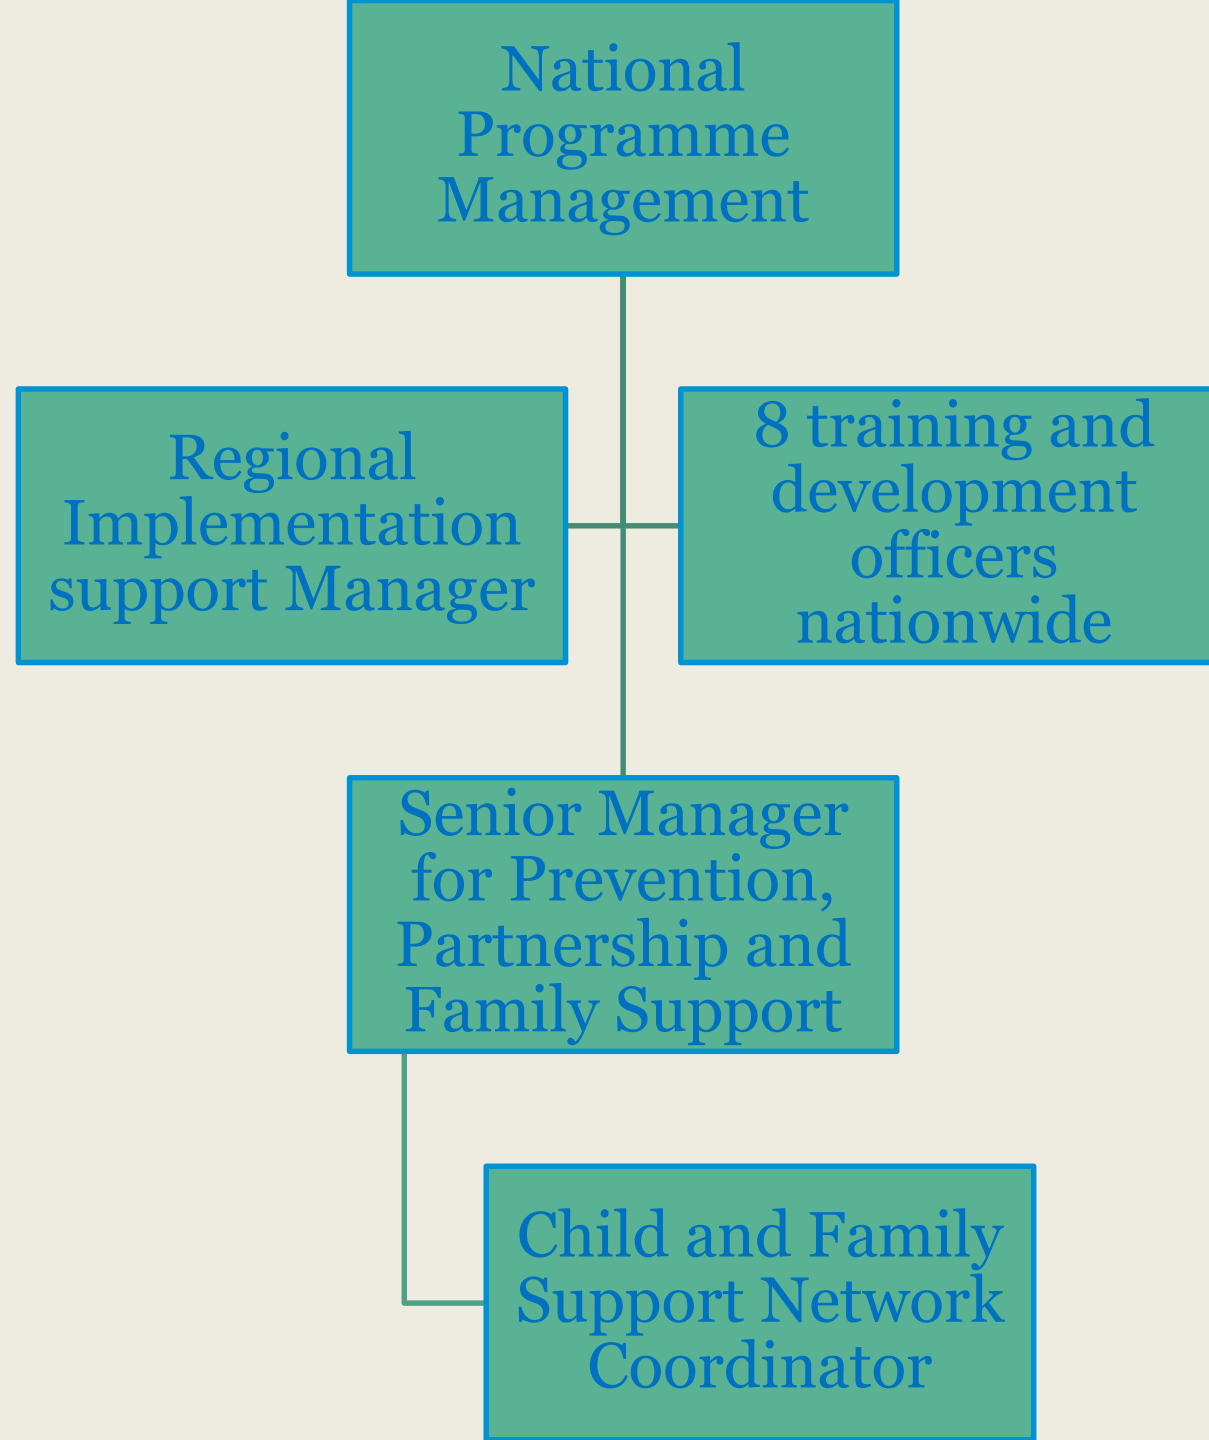 National
Programme
Management
Regional
Implementation
support Manager
8 training and
development
officers
nationwide
Senior Manager
for Prevention,
Partnership and
Family Support
Child and Family
Support Network
Coordinator